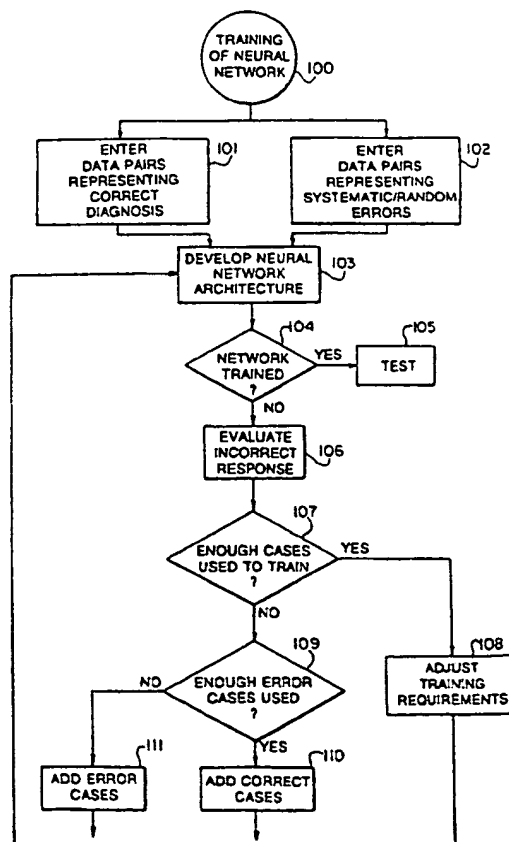 TRAINING
OF NEURAL
NETWORK
100
ENTER
DATA PAIRS
REPRESENTING
CORRECT
DIAGNOSIS
101
ENTER
DATA PAIRS
REPRESENTING
SYSTEMATIC/RANDOM
ERRORS
102
DEVELOP NEURAL
NETWORK
ARCHITECTURE
103
104
NETWORK
TRAINED
?
YES
105
TEST
NO
EVALUATE
INCORRECT
RESPONSE
106
107
ENOUGH CASES
USED TO TRAIN
?
YES
NO
108
ADJUST
TRAINING
REQUIREMENTS
109
ENOUGH ERROR
CASES USED
?
NO
YES
111
ADD ERROR
CASES
110
ADD CORRECT
CASES